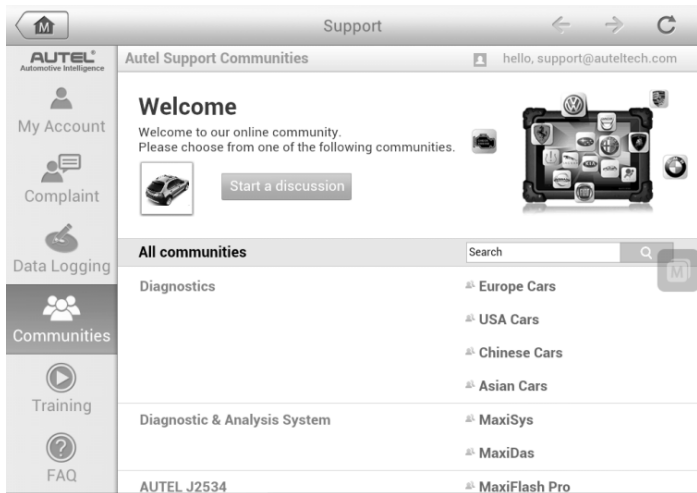 M
Support
AUTEL®
Automotive Intelligence
Autel Support Communities
hello, support@auteltech.com
My Account
Complaint
Data Logging
Communities
Training
FAQ
Welcome
Welcome to our online community.
Please choose from one of the following communities.
Start a discussion
All communities
Search
M
Diagnostics
Europe Cars
USA Cars
Chinese Cars
Asian Cars
Diagnostic & Analysis System
MaxiSys
MaxiDas
AUTEL J2534
MaxiFlash Pro